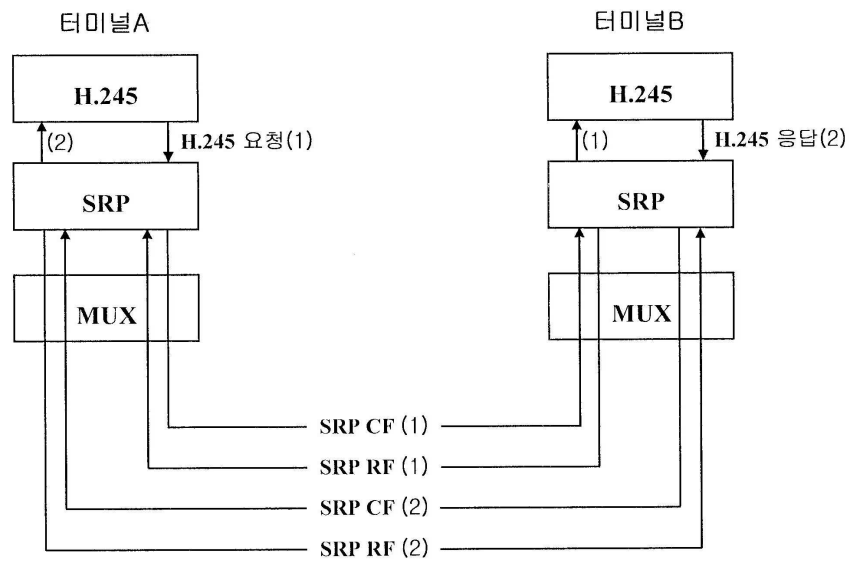 터미널A
터미널B
H.245
H.245
(2)
H.245 요청(1)
(1)
H.245 응답(2)
SRP
SRP
MUX
MUX
SRP CF (1)
SRP RF (1)
SRP CF (2)
SRP RF (2)